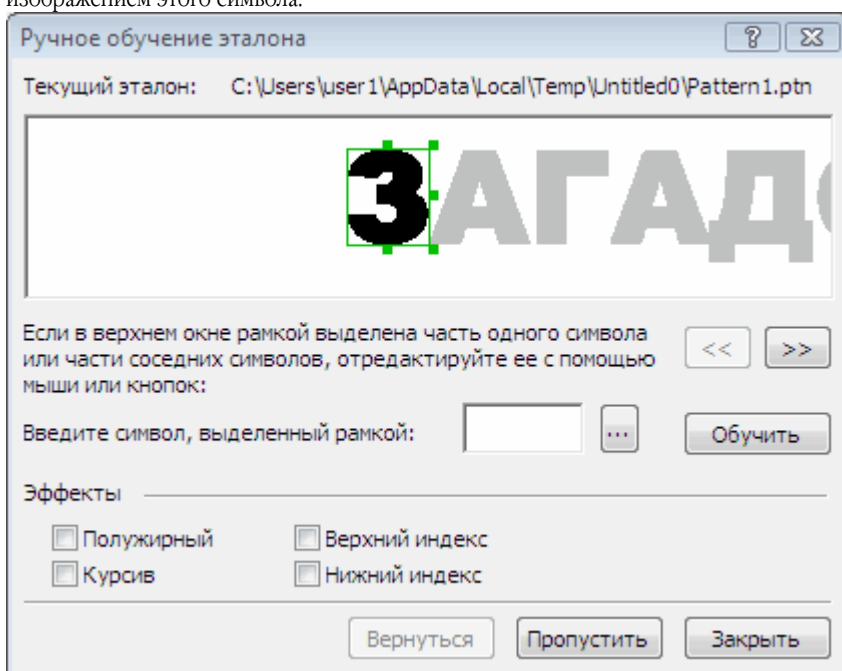 изображением этого символа.
Ручное обучение эталона
Текущий эталон: C:\Users\user1\AppData\Local\Temp\Untitled0\Pattern1.ptn
ЗАГАД
Если в верхнем окне рамкой выделена часть одного символа
или части соседних символов, отредактируйте ее с помощью
мыши или кнопок:
<< >>
Введите символ, выделенный рамкой: ... Обучить
Эффекты
Полужирный Верхний индекс
Курсив Нижний индекс
Вернуться Пропустить Закрыть